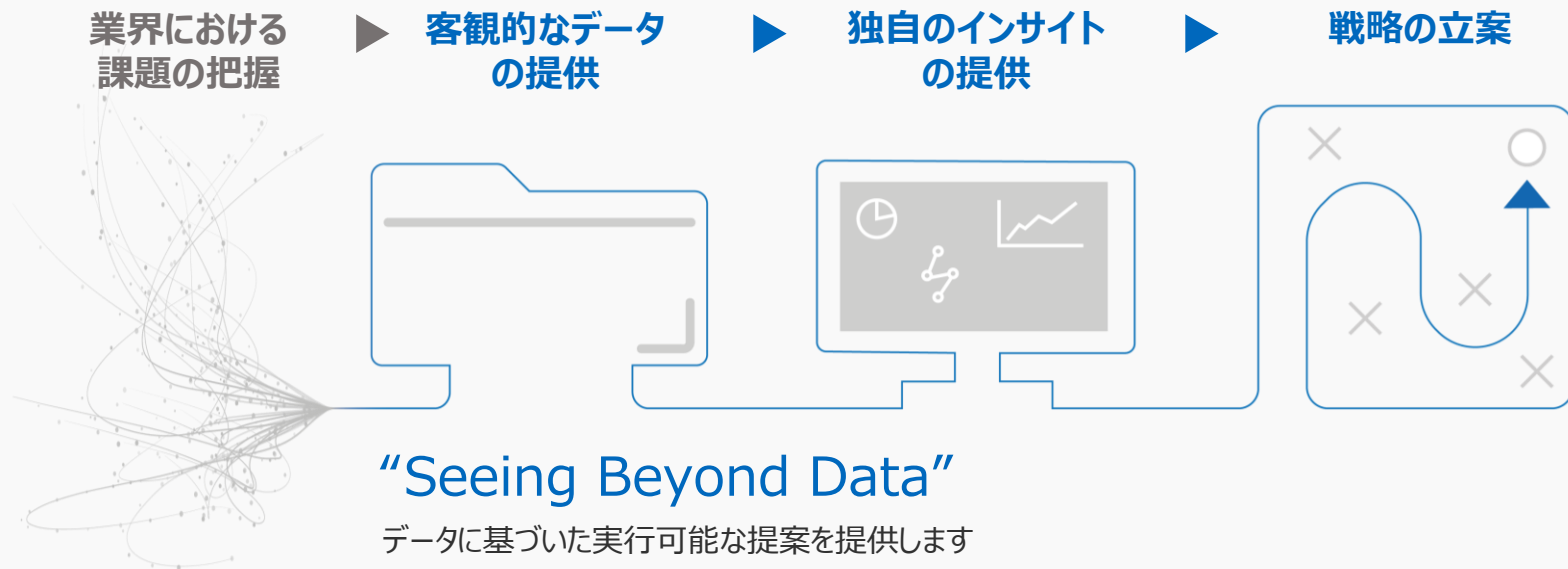 業界における
課題の把握
客観的なデータ
の提供
独自のインサイト
の提供
戦略の立案
“Seeing Beyond Data”
データに基づいた実行可能な提案を提供します